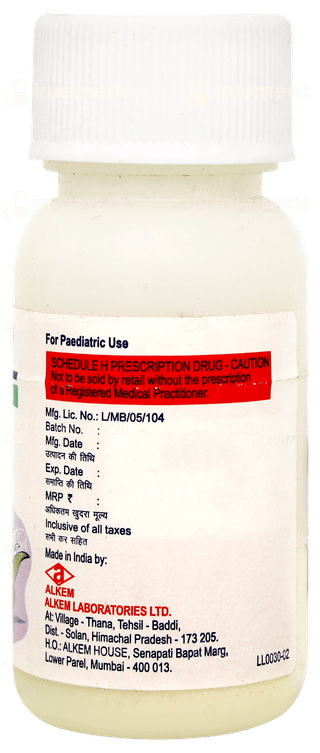 For Paediatric Use
SCHEDULE H PRESCRIPTION DRUG - CAUTION
Not to be sold by retail without the prescription
of a Registered Medical Practitioner
Mfg. Lic. No.: L/MB/05/104
Batch No. :
Mfg. Date :
उत्पादन की तिथि
Exp. Date :
समाप्ति की तिथि
MRP ₹ :
अधिकतम खुदरा मूल्य
Inclusive of all taxes
सभी कर सहित
Made in India by:
a
ALKEM
ALKEM LABORATORIES LTD.
At: Village - Thana, Tehsil - Baddi,
Dist. - Solan, Himachal Pradesh - 173 205.
H.O.: ALKEM HOUSE, Senapati Bapat Marg,
Lower Parel, Mumbai - 400 013.
LL0030-02